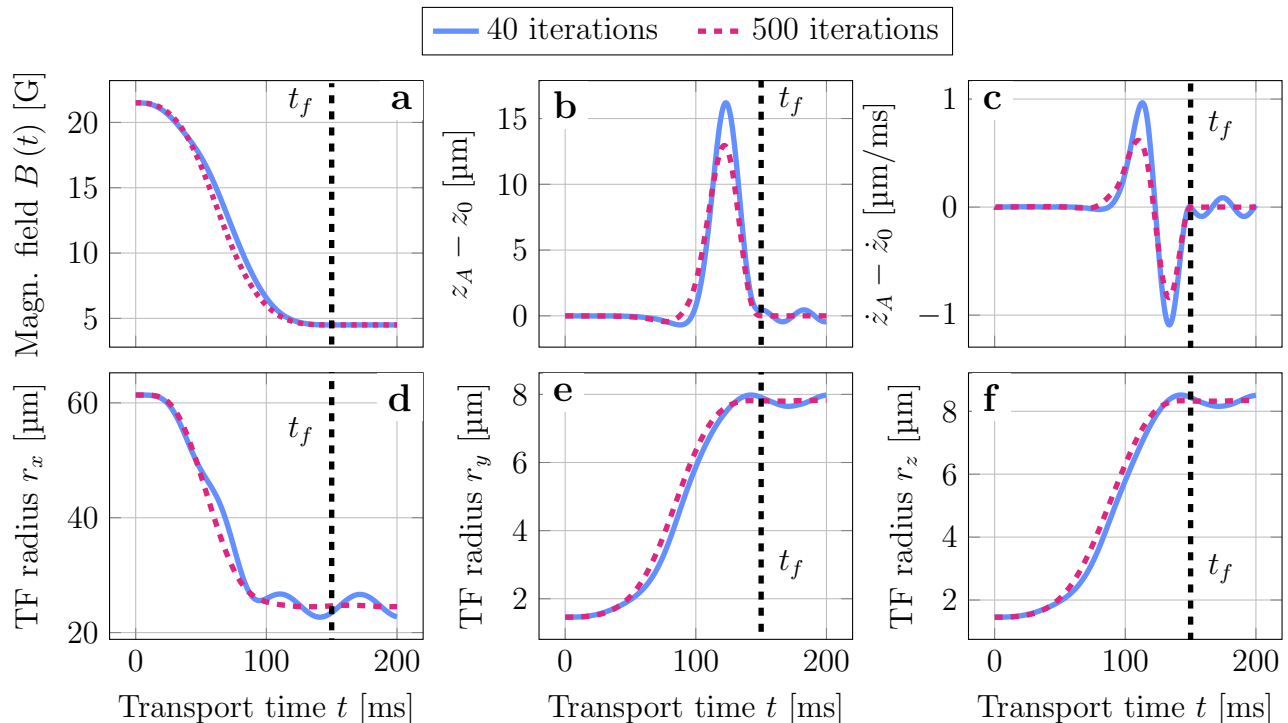 40 iterations 500 iterations
Magn. field B(t) [G]
20
15
10
5
t_f
a
z_A − z_0 [µm]
15
10
5
0
b
t_f
ż_A − ż_0 [µm/ms]
1
0
−1
c
t_f
TF radius r_x [µm]
60
40
20
0 100 200
t_f
d
Transport time t [ms]
TF radius r_y [µm]
8
6
4
2
0 100 200
e
t_f
Transport time t [ms]
TF radius r_z [µm]
8
6
4
2
0 100 200
f
t_f
Transport time t [ms]